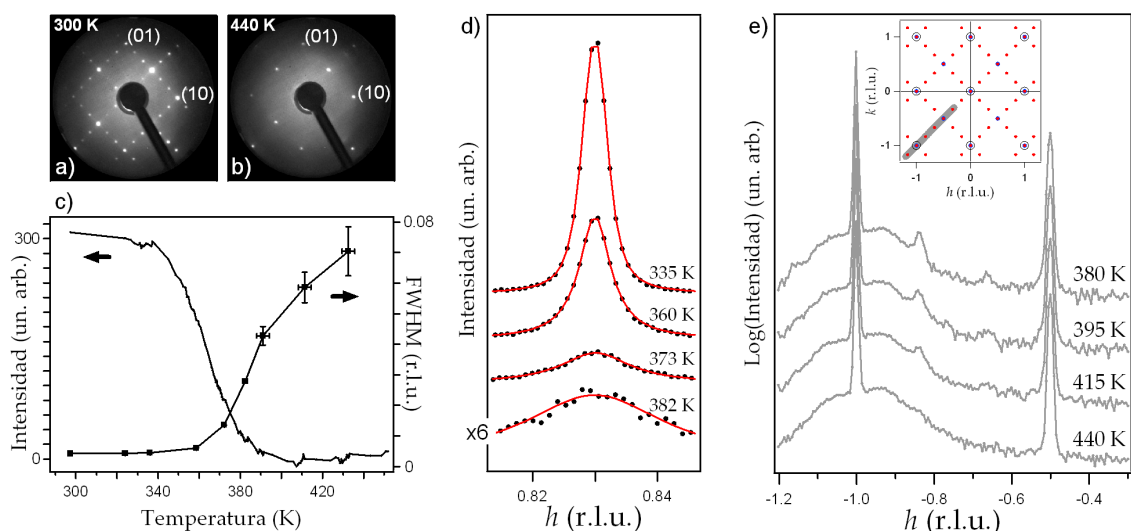 300 K
(01)
(10)
a)
440 K
(01)
(10)
b)
c)
Intensidad (un. arb.)
300
0
0.08
0
FWHM (r.l.u.)
300
340
380
420
Temperatura (K)
d)
Intensidad (un. arb.)
335 K
360 K
373 K
382 K
x6
0.82
0.84
h (r.l.u.)
e)
Log(Intensidad) (un. arb.)
1
0
-1
k (r.l.u.)
-1
0
1
h (r.l.u.)
380 K
395 K
415 K
440 K
-1.2
-1.0
-0.8
-0.6
-0.4
h (r.l.u.)